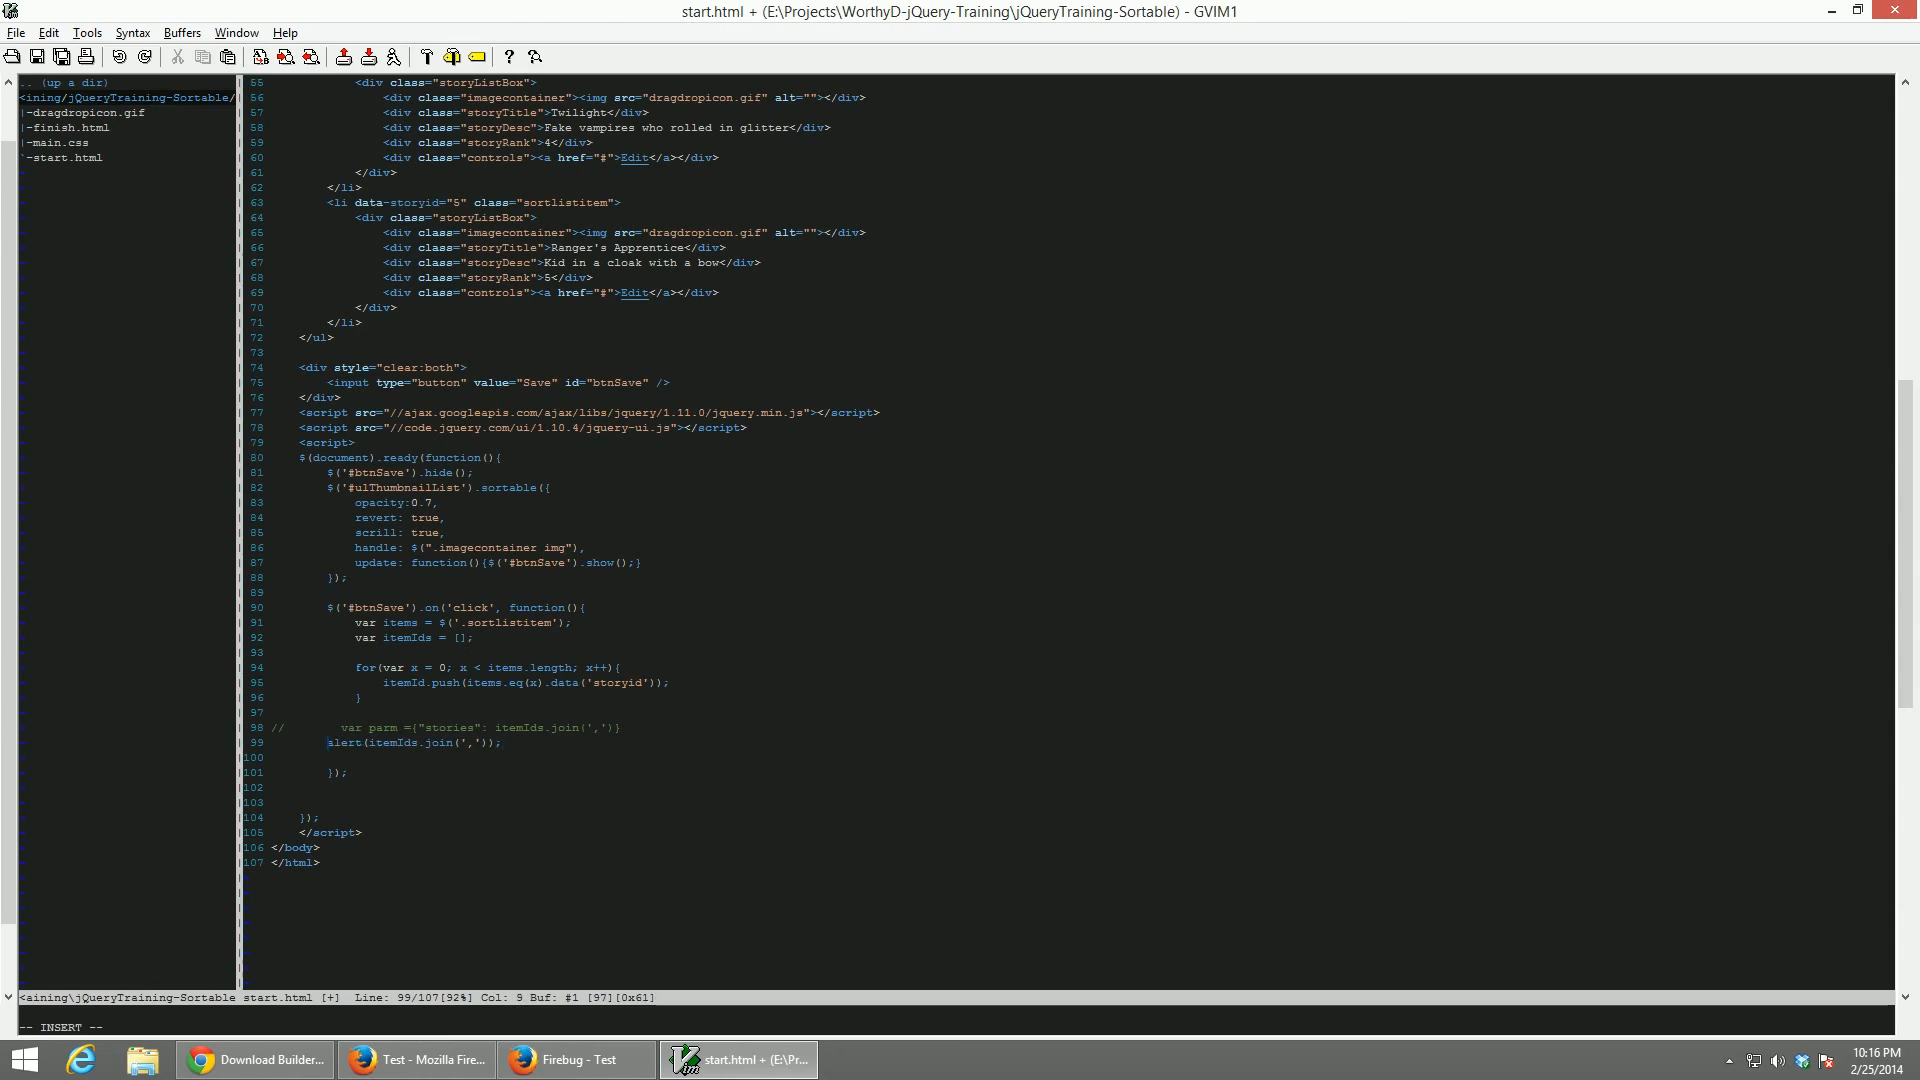 start.html + (E:\Projects\WorthyD-jQuery-Training\jQueryTraining-Sortable) - GVIM1
File Edit Tools Syntax Buffers Window Help
.. (up a dir)
<ining/jQueryTraining-Sortable/
|-dragdropicon.gif
|-finish.html
|-main.css
`-start.html
55 <div class="storyListBox">
56 <div class="imagecontainer"><img src="dragdropicon.gif" alt=""></div>
57 <div class="storyTitle">Twilight</div>
58 <div class="storyDesc">Fake vampires who rolled in glitter</div>
59 <div class="storyRank">4</div>
60 <div class="controls"><a href="#">Edit</a></div>
61 </div>
62 </li>
63 <li data-storyid="5" class="sortlistitem">
64 <div class="storyListBox">
65 <div class="imagecontainer"><img src="dragdropicon.gif" alt=""></div>
66 <div class="storyTitle">Ranger's Apprentice</div>
67 <div class="storyDesc">Kid in a cloak with a bow</div>
68 <div class="storyRank">5</div>
69 <div class="controls"><a href="#">Edit</a></div>
70 </div>
71 </li>
72 </ul>
73
74 <div style="clear:both">
75 <input type="button" value="Save" id="btnSave" />
76 </div>
77 <script src="//ajax.googleapis.com/ajax/libs/jquery/1.11.0/jquery.min.js"></script>
78 <script src="//code.jquery.com/ui/1.10.4/jquery-ui.js"></script>
79 <script>
80 $(document).ready(function(){
81 $('#btnSave').hide();
82 $('#ulThumbnailList').sortable({
83 opacity:0.7,
84 revert: true,
85 scrill: true,
86 handle: $(".imagecontainer img"),
87 update: function(){$('#btnSave').show();}
88 });
89
90 $('#btnSave').on('click', function(){
91 var items = $('.sortlistitem');
92 var itemIds = [];
93
94 for(var x = 0; x < items.length; x++){
95 itemId.push(items.eq(x).data('storyid'));
96 }
97
98 // var parm ={"stories": itemIds.join(',')}
99 alert(itemIds.join(','));
100
101 });
102
103
104 });
105 </script>
106 </body>
107 </html>
<aining\jQueryTraining-Sortable start.html [+] Line: 99/107[92%] Col: 9 Buf: #1 [97][0x61]
-- INSERT --
Download Builder... Test - Mozilla Fire... Firebug - Test start.html + (E:\Pr...
10:16 PM
2/25/2014